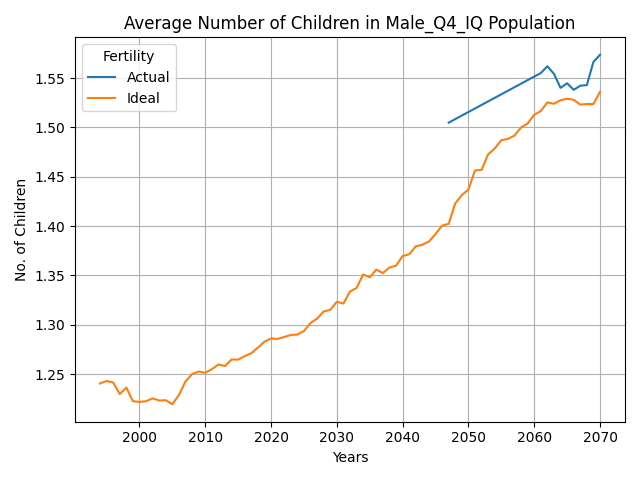 Average Number of Children in Male_Q4_IQ Population
Fertility
Actual
Ideal
No. of Children
1.55
1.50
1.45
1.40
1.35
1.30
1.25
2000 2010 2020 2030 2040 2050 2060 2070
Years